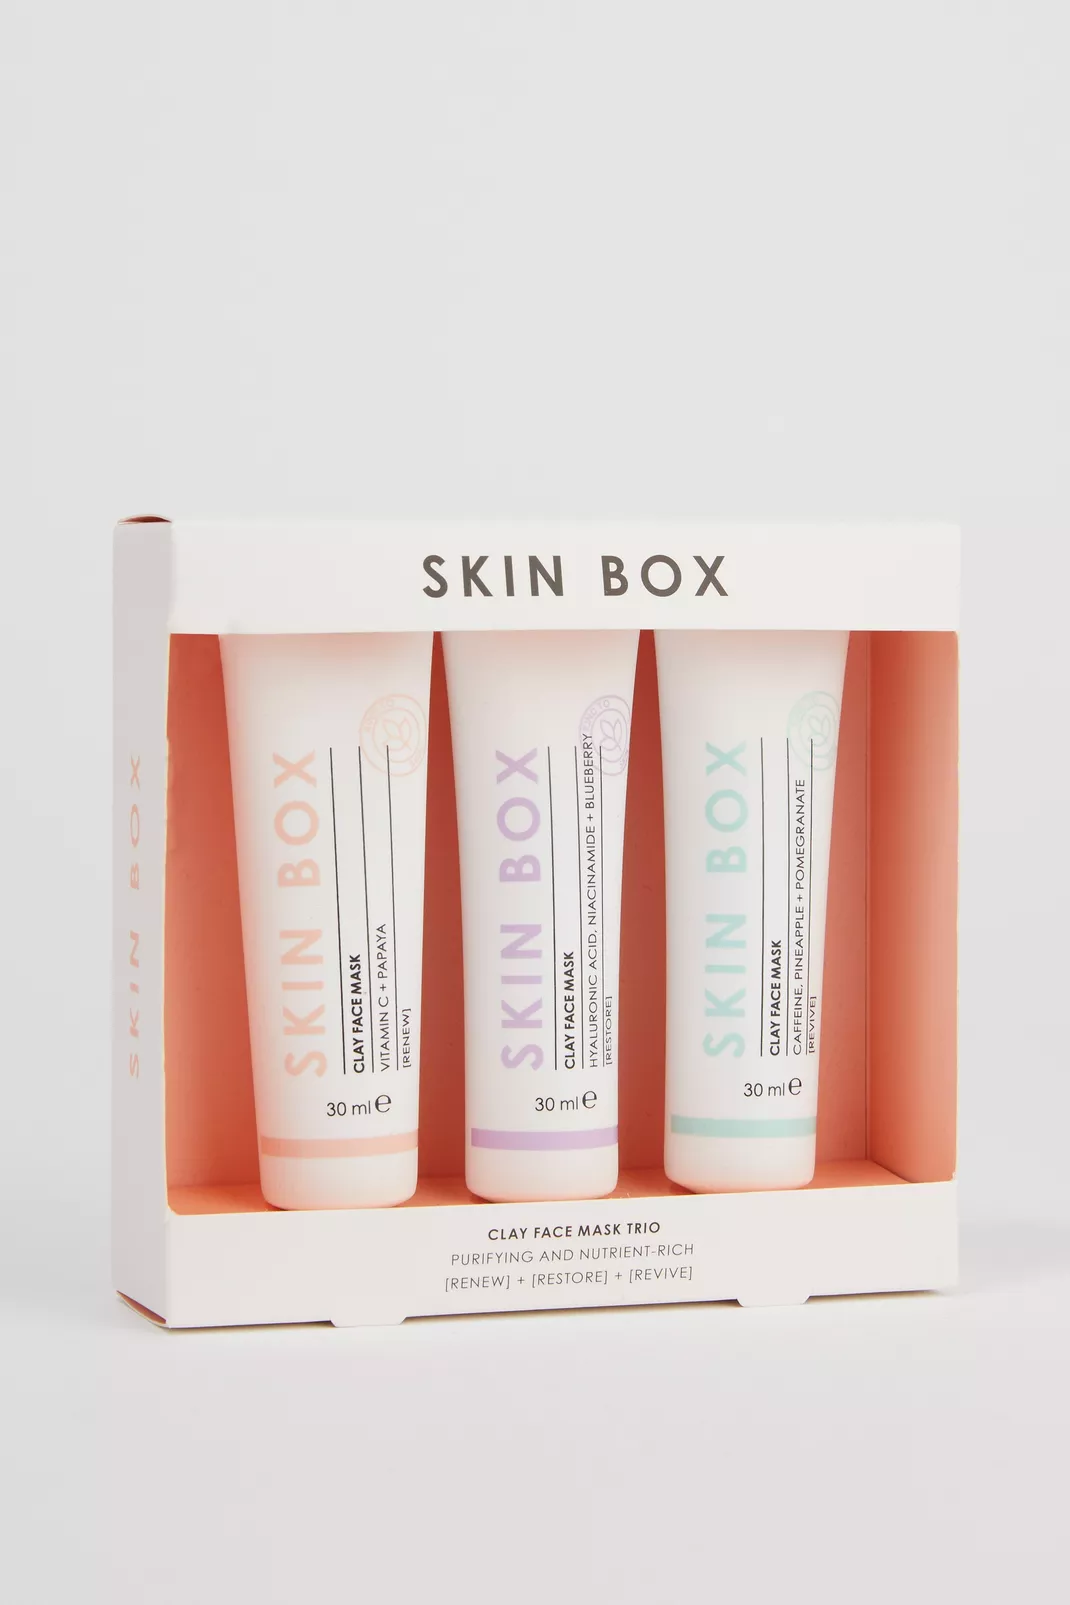 SKIN BOX
SKIN BOX
SKIN BOX
CLAY FACE MASK
VITAMIN C + PAPAYA
[RENEW]
30 ml e
SKIN BOX
CLAY FACE MASK
HYALURONIC ACID, NIACINAMIDE + BLUEBERRY
[RESTORE]
30 ml e
SKIN BOX
CLAY FACE MASK
CAFFEINE, PINEAPPLE + POMEGRANATE
[REVIVE]
30 ml e
CLAY FACE MASK TRIO
PURIFYING AND NUTRIENT-RICH
[RENEW] + [RESTORE] + [REVIVE]